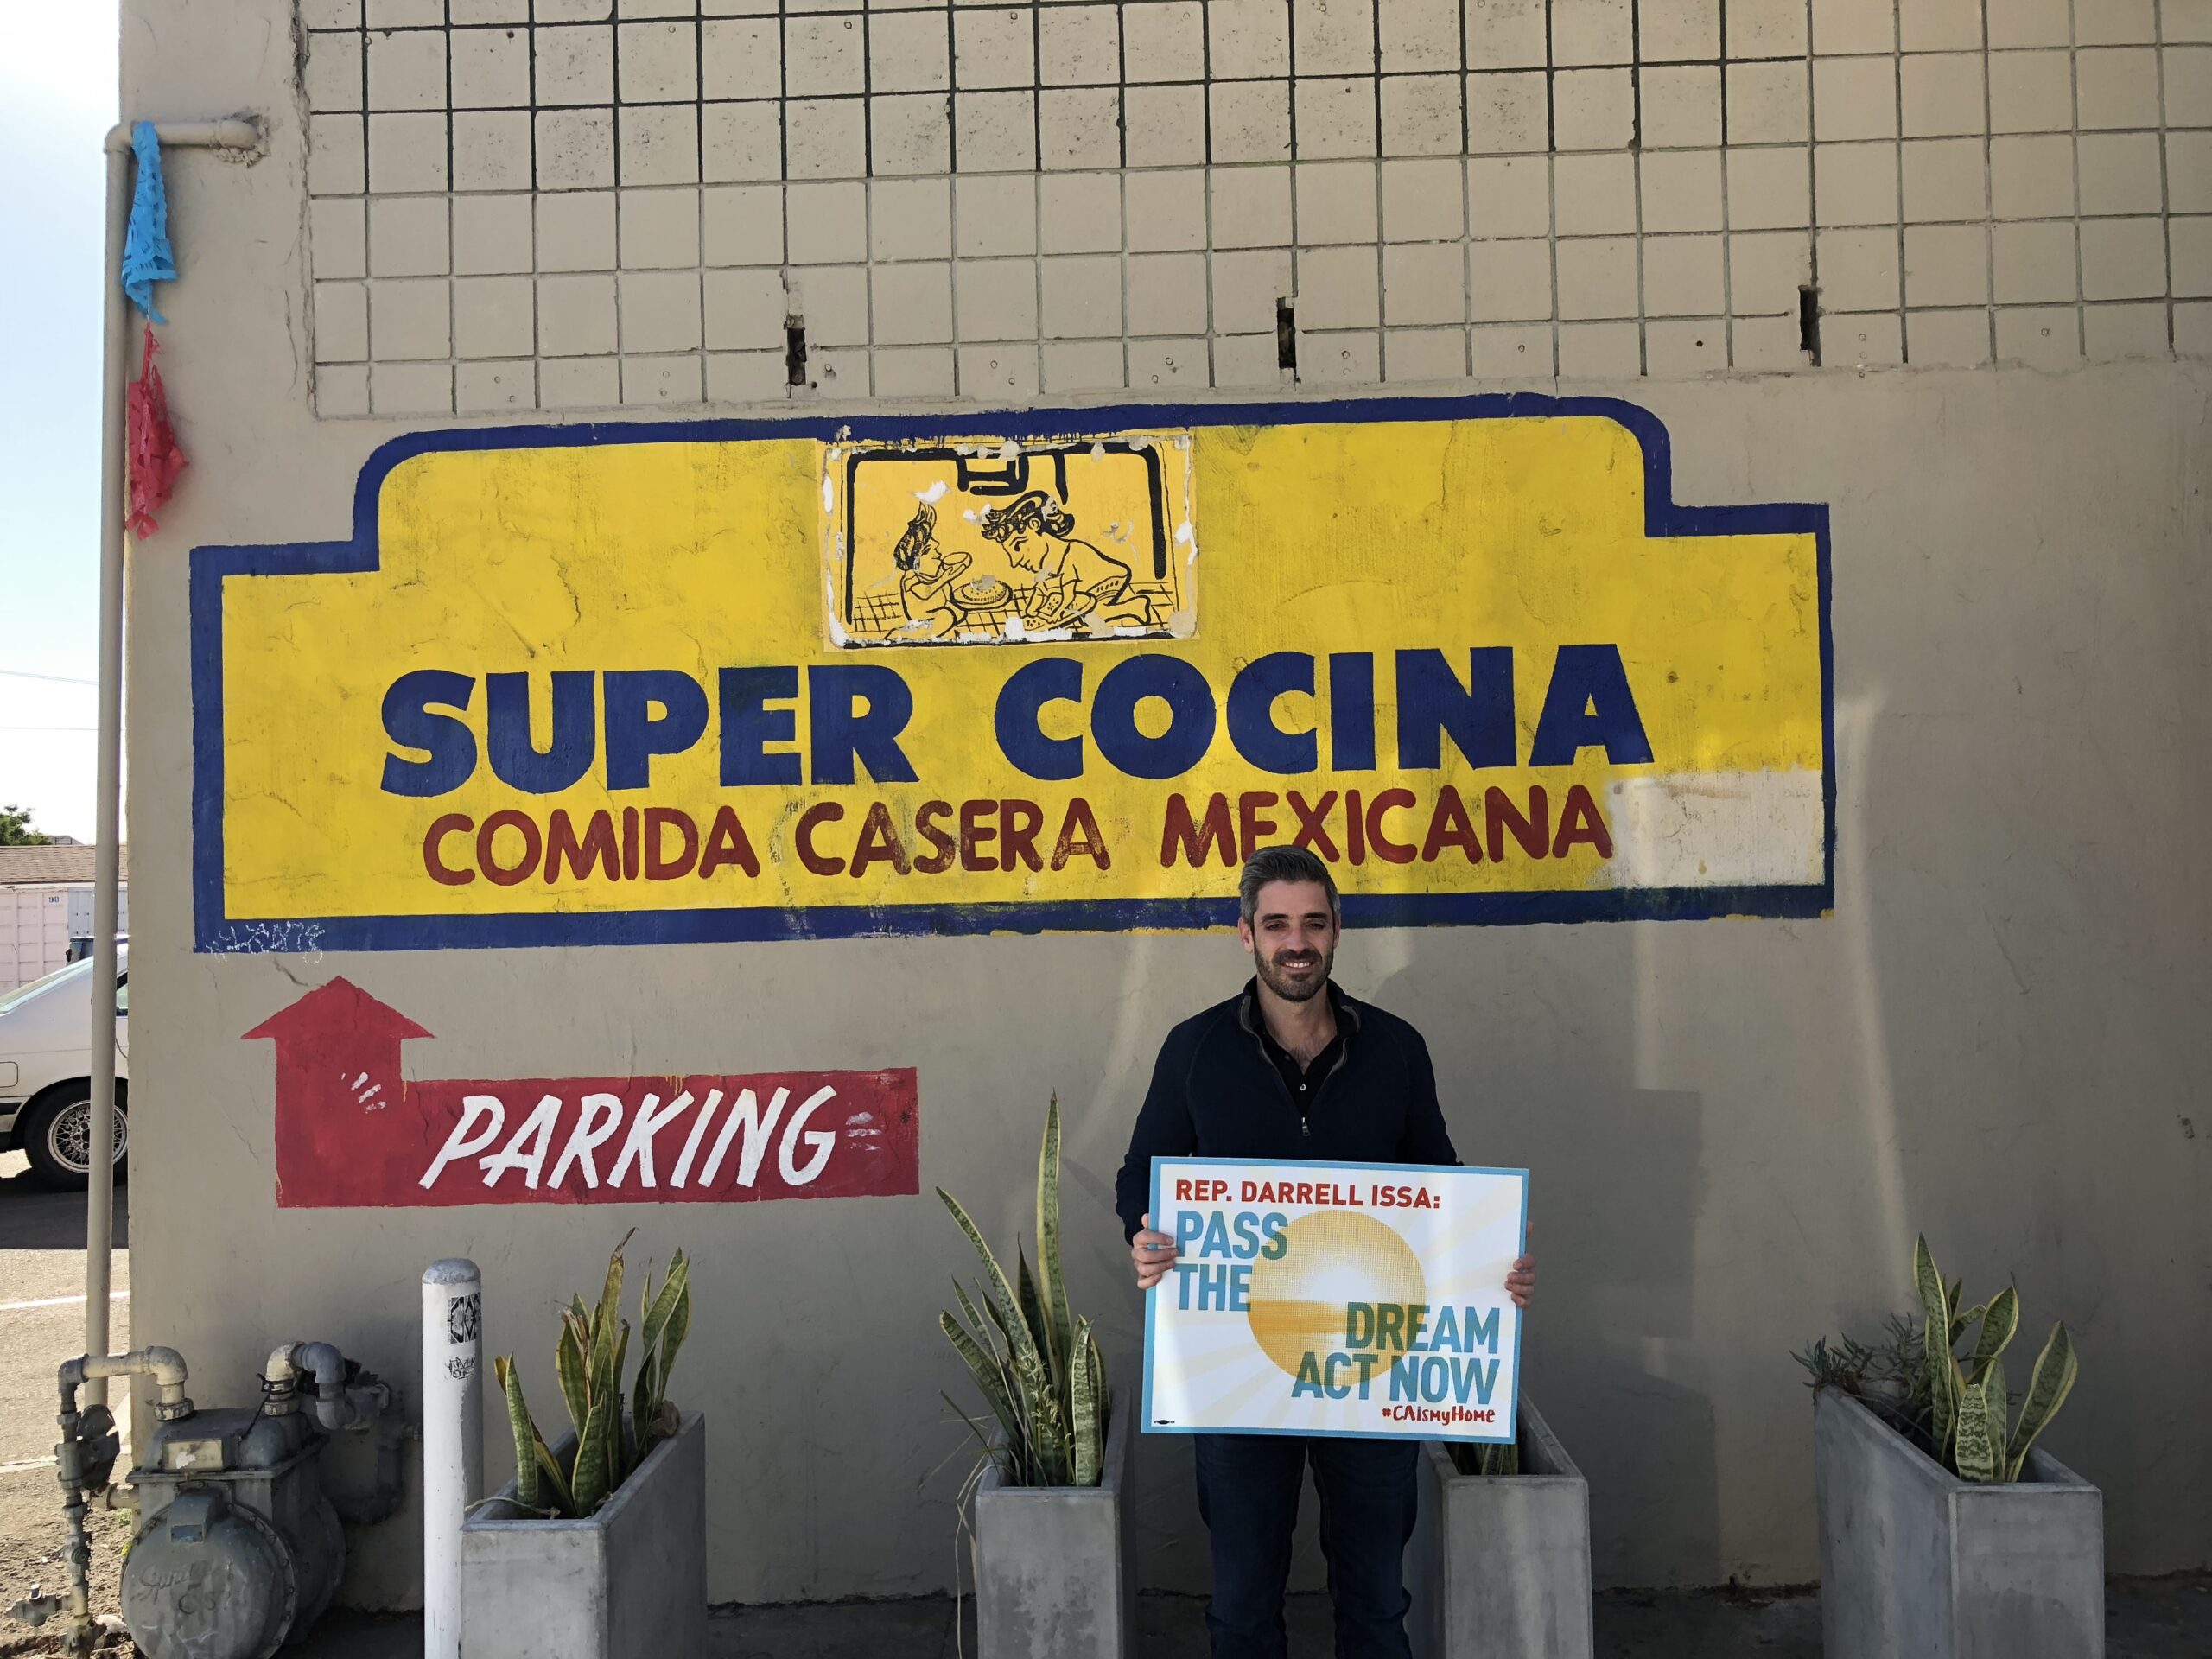 SUPER COCINA
COMIDA CASERA MEXICANA
PARKING
REP. DARRELL ISSA:
PASS
THE
DREAM
ACT NOW
#CAismyHome